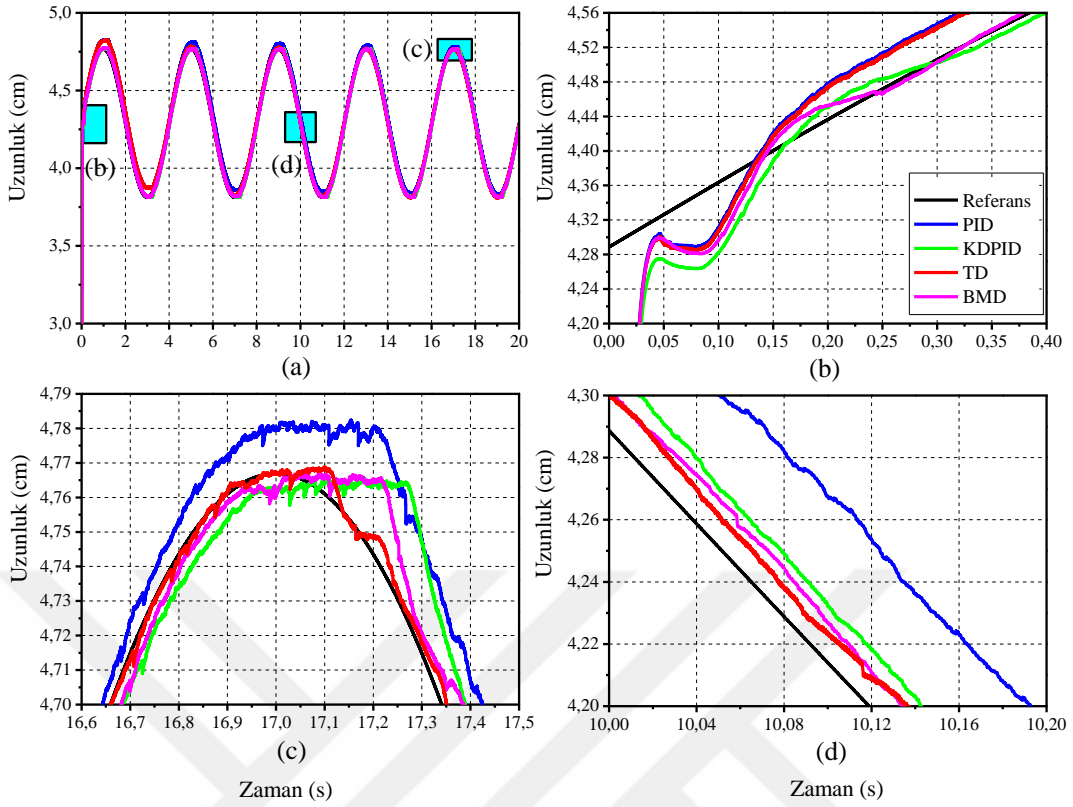 5,0
4,5
4,0
3,5
3,0
Uzunluk (cm)
(b)
(d)
(c)
0 2 4 6 8 10 12 14 16 18 20
(a)
4,56
4,52
4,48
4,44
4,40
4,36
4,32
4,28
4,24
4,20
Uzunluk (cm)
Referans
PID
KDPID
TD
BMD
0,00 0,05 0,10 0,15 0,20 0,25 0,30 0,35 0,40
(b)
4,79
4,78
4,77
4,76
4,75
4,74
4,73
4,72
4,71
4,70
Uzunluk (cm)
16,6 16,7 16,8 16,9 17,0 17,1 17,2 17,3 17,4 17,5
(c)
Zaman (s)
4,30
4,28
4,26
4,24
4,22
4,20
Uzunluk (cm)
10,00 10,04 10,08 10,12 10,16 10,20
(d)
Zaman (s)